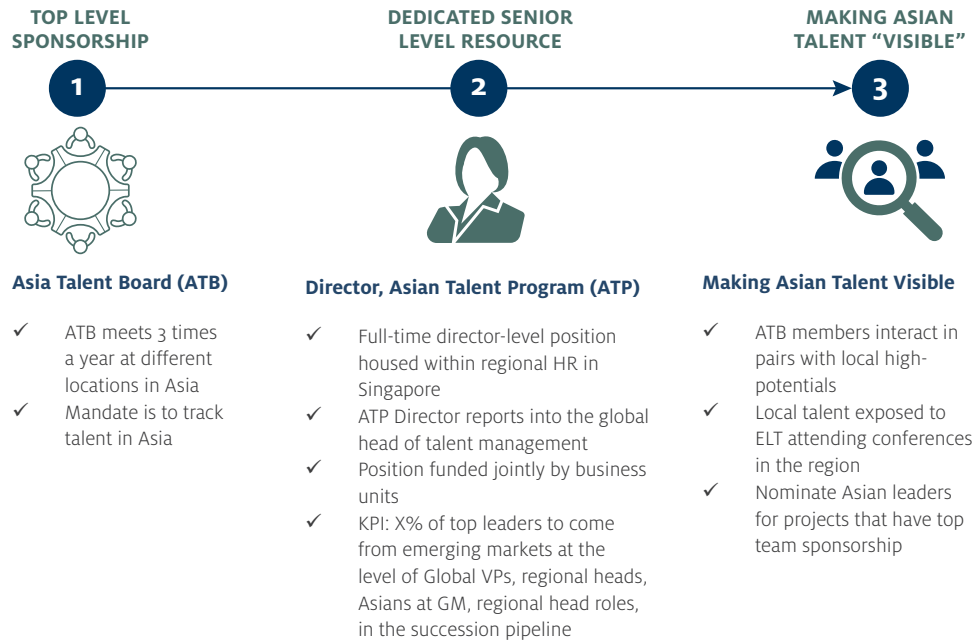 TOP LEVEL
SPONSORSHIP
1
Asia Talent Board (ATB)
✓ ATB meets 3 times
a year at different
locations in Asia
✓ Mandate is to track
talent in Asia
DEDICATED SENIOR
LEVEL RESOURCE
2
Director, Asian Talent Program (ATP)
✓ Full-time director-level position
housed within regional HR in
Singapore
✓ ATP Director reports into the global
head of talent management
✓ Position funded jointly by business
units
✓ KPI: X% of top leaders to come
from emerging markets at the
level of Global VPs, regional heads,
Asians at GM, regional head roles,
in the succession pipeline
MAKING ASIAN
TALENT “VISIBLE”
3
Making Asian Talent Visible
✓ ATB members interact in
pairs with local high-
potentials
✓ Local talent exposed to
ELT attending conferences
in the region
✓ Nominate Asian leaders
for projects that have top
team sponsorship